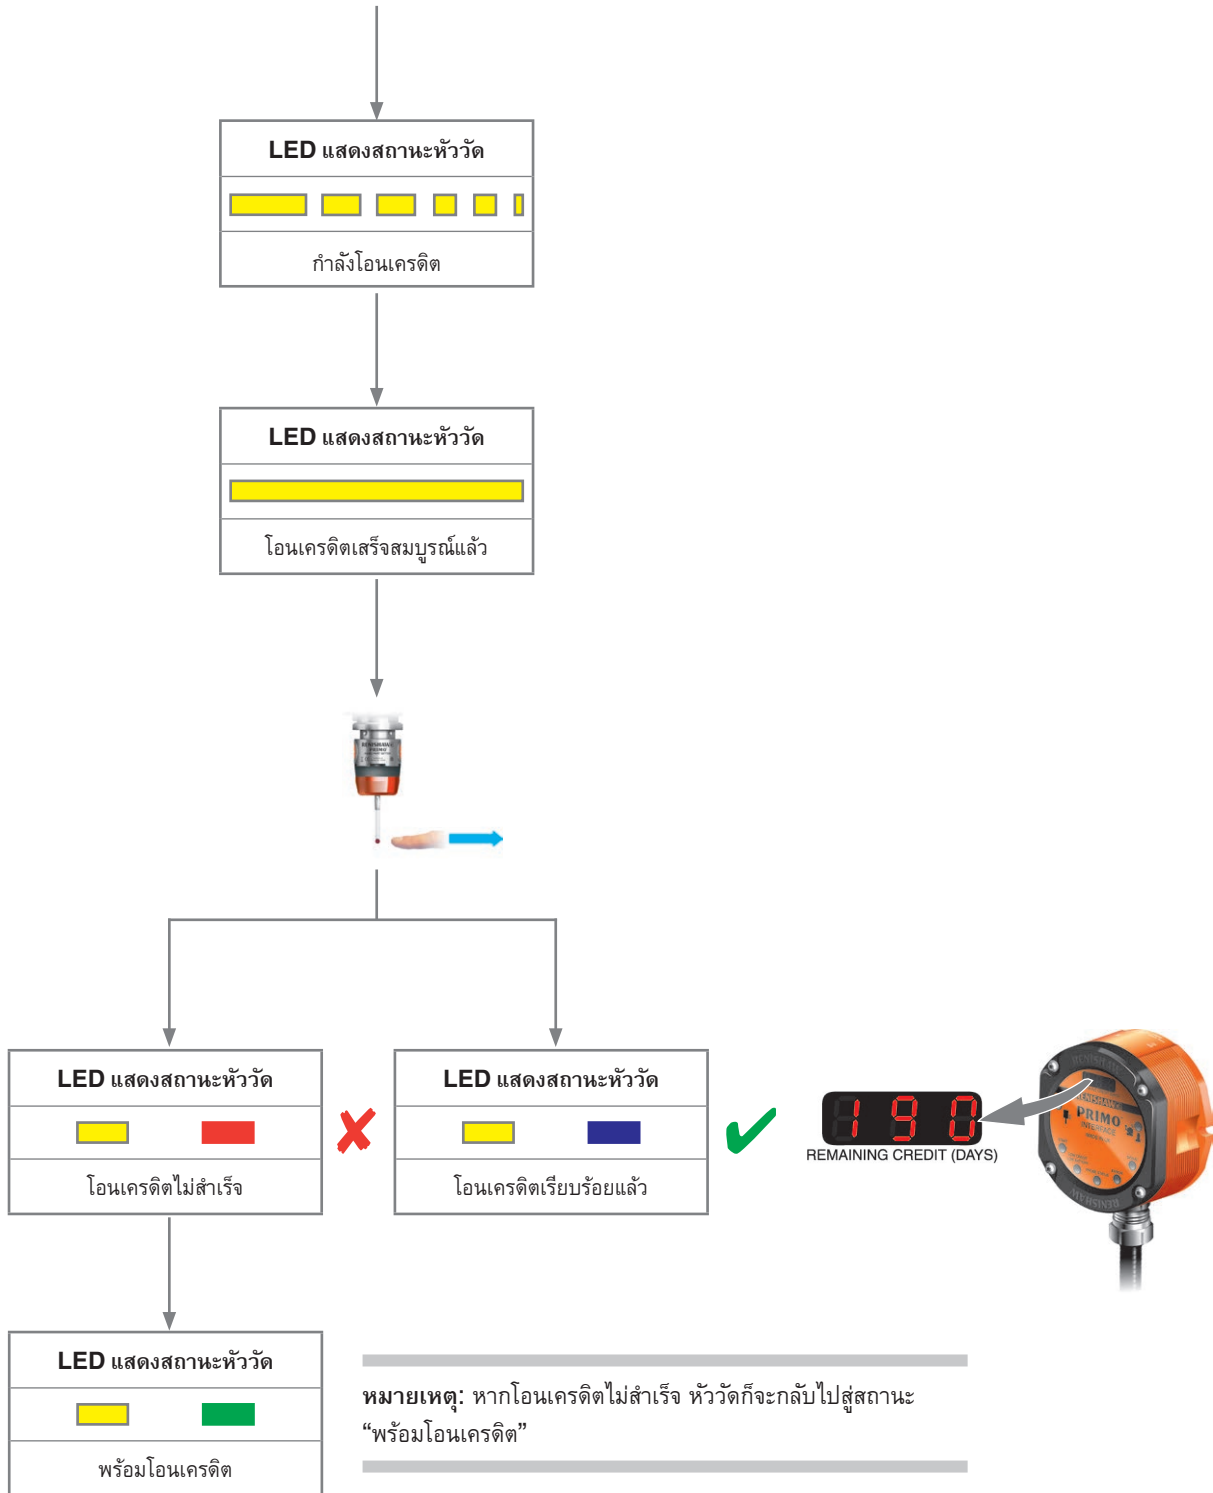 LED แสดงสถานะหัววัด
กำลังโอนเครดิต
LED แสดงสถานะหัววัด
โอนเครดิตเสร็จสมบูรณ์แล้ว
RENISHAW
PRIMO
LED แสดงสถานะหัววัด
โอนเครดิตไม่สำเร็จ
LED แสดงสถานะหัววัด
โอนเครดิตเรียบร้อยแล้ว
190
REMAINING CREDIT (DAYS)
RENISHAW
RENISHAW
PRIMO
INTERFACE
RENISHAW
LED แสดงสถานะหัววัด
พร้อมโอนเครดิต
หมายเหตุ: หากโอนเครดิตไม่สำเร็จ หัววัดก็จะกลับไปสู่สถานะ
“พร้อมโอนเครดิต”